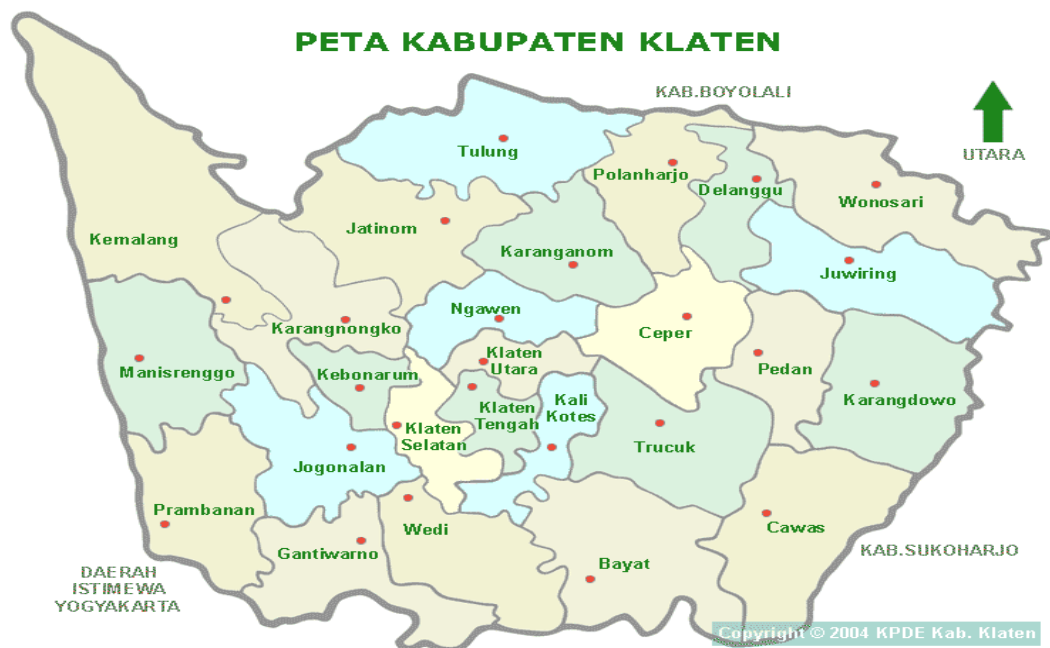 PETA KABUPATEN KLATEN
KAB.BOYOLALI
UTARA
Tulung
Polanharjo
Delanggu
Wonosari
Jatinom
Kemalang
Karanganom
Juwiring
Ngawen
Karangnongko
Ceper
Klaten
Utara
Manisrenggo
Kebonarum
Pedan
Kali
Kotes
Karangdowo
Klaten
Tengah
Klaten
Selatan
Trucuk
Jogonalan
Prambanan
Wedi
Cawas
Gantiwarno
Bayat
KAB.SUKOHARJO
DAERAH
ISTIMEWA
YOGYAKARTA
Copyright © 2004 KPDE Kab. Klaten